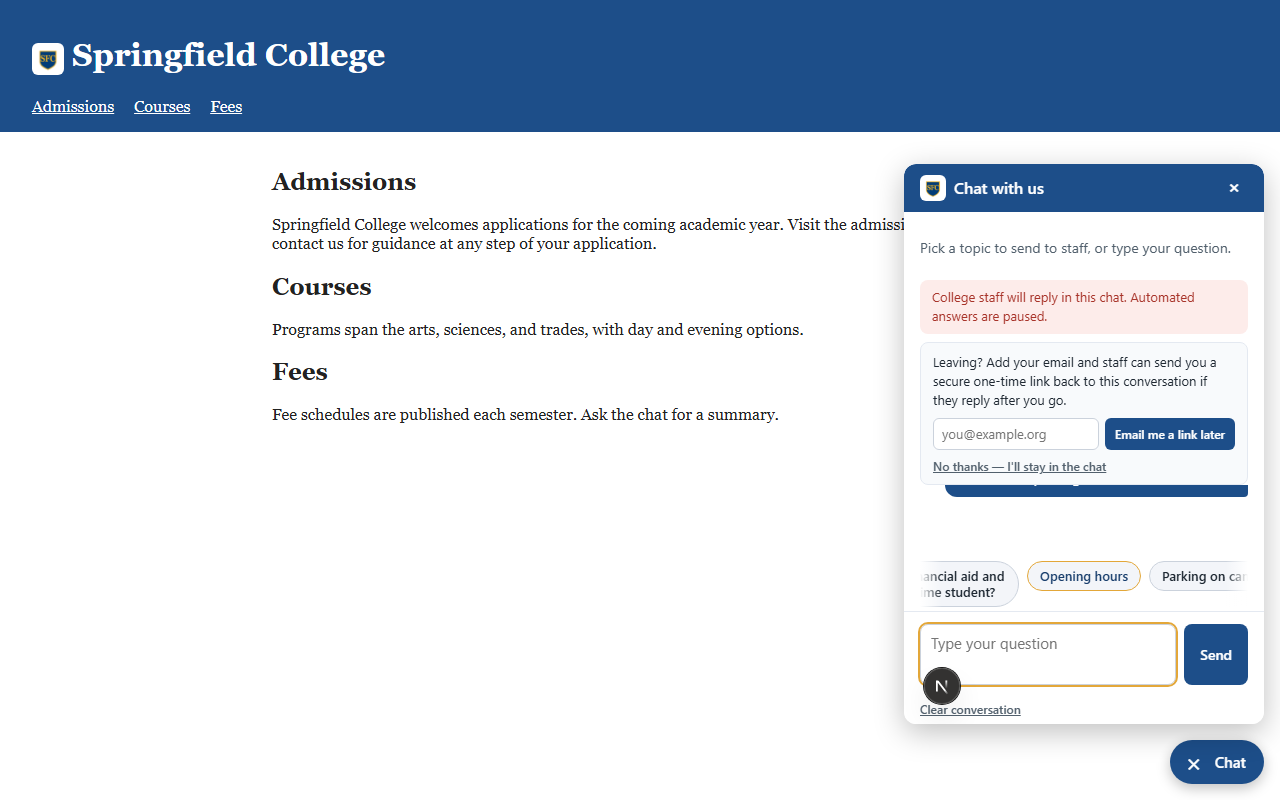 SFC Springfield College
Admissions Courses Fees
Admissions
Springfield College welcomes applications for the coming academic year. Visit the admissi
contact us for guidance at any step of your application.
Courses
Programs span the arts, sciences, and trades, with day and evening options.
Fees
Fee schedules are published each semester. Ask the chat for a summary.
SFC Chat with us ×
Pick a topic to send to staff, or type your question.
College staff will reply in this chat. Automated
answers are paused.
Leaving? Add your email and staff can send you a
secure one-time link back to this conversation if
they reply after you go.
you@example.org Email me a link later
No thanks — I'll stay in the chat
ancial aid and
me student?
Opening hours
Parking on car
Type your question
Send
N
Clear conversation
× Chat